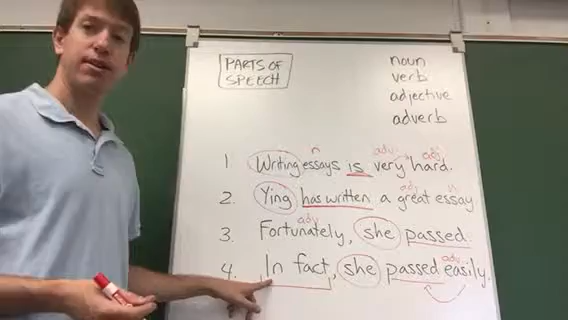 PARTS OF
SPEECH
noun
verb
adjective
adverb
n adv. adj.
1 Writing essays is very hard.
adj n
2. Ying has written a great essay
adv
3. Fortunately, she passed.
adv.
4. In fact, she passed easily.